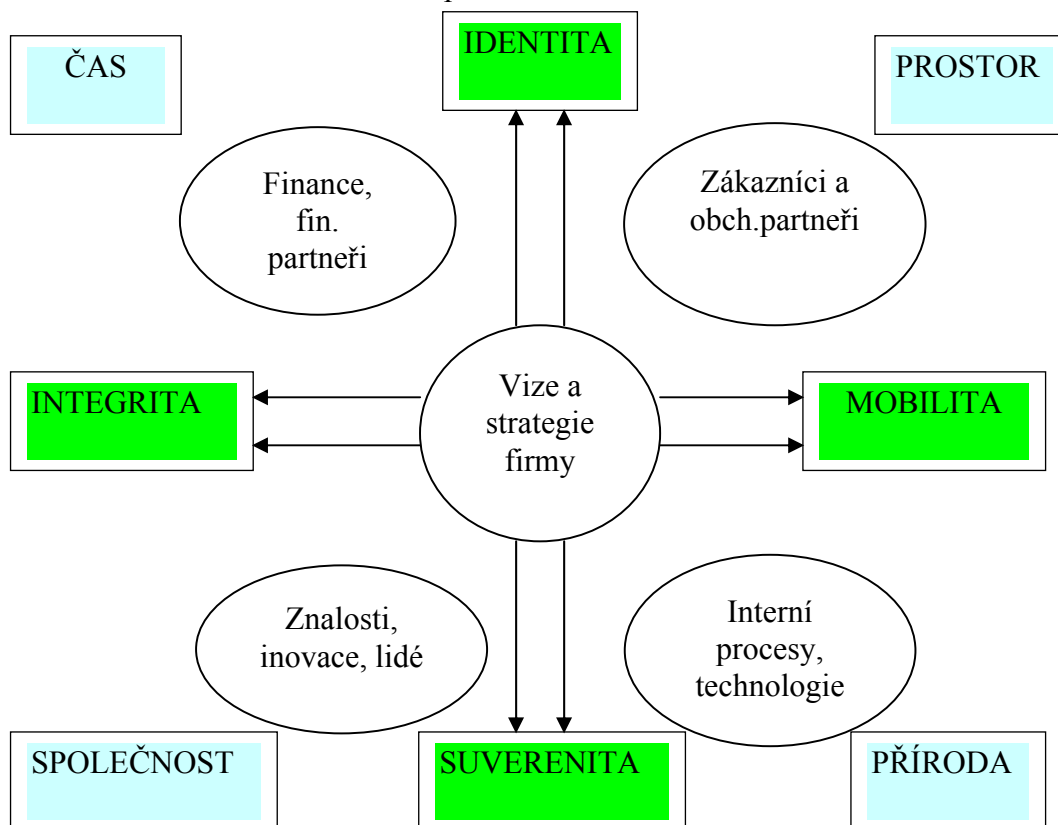 IDENTITA
ČAS
PROSTOR
Finance,
fin.
partneři
Zákazníci a
obch.partneři
INTEGRITA
Vize a
strategie
firmy
MOBILITA
Znalosti,
inovace, lidé
Interní
procesy,
technologie
SPOLEČNOST
SUVERENITA
PŘÍRODA